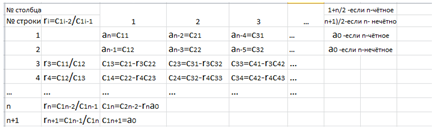 № столбца 1+n/2 -если n-чётное
№ строки ri=c1i-2/c1i-1 1 2 3 ... n+1)/2-если n- нечётно
1 an=c11 an-2=c21 an-4=c31 ... a0 -если n-чётное
2 an-1=c12 an-3=c22 an-5=c32 ... a0 -если n-нечётное
3 r3=c11/c12 c13=c21-r3c22 c23=c31-r3c32 c33=c41-r3c42 ...
4 r4=c12/c13 c14=c22-r4c23 c24=c32-r4c33 c34=c42-r4c43 ...
... ... ... ... ...
n rn=c1n-2/c1n-1 c1n=c2n-2-rna0
n+1 rn+1=c1n-1/c1n c1n+1=a0